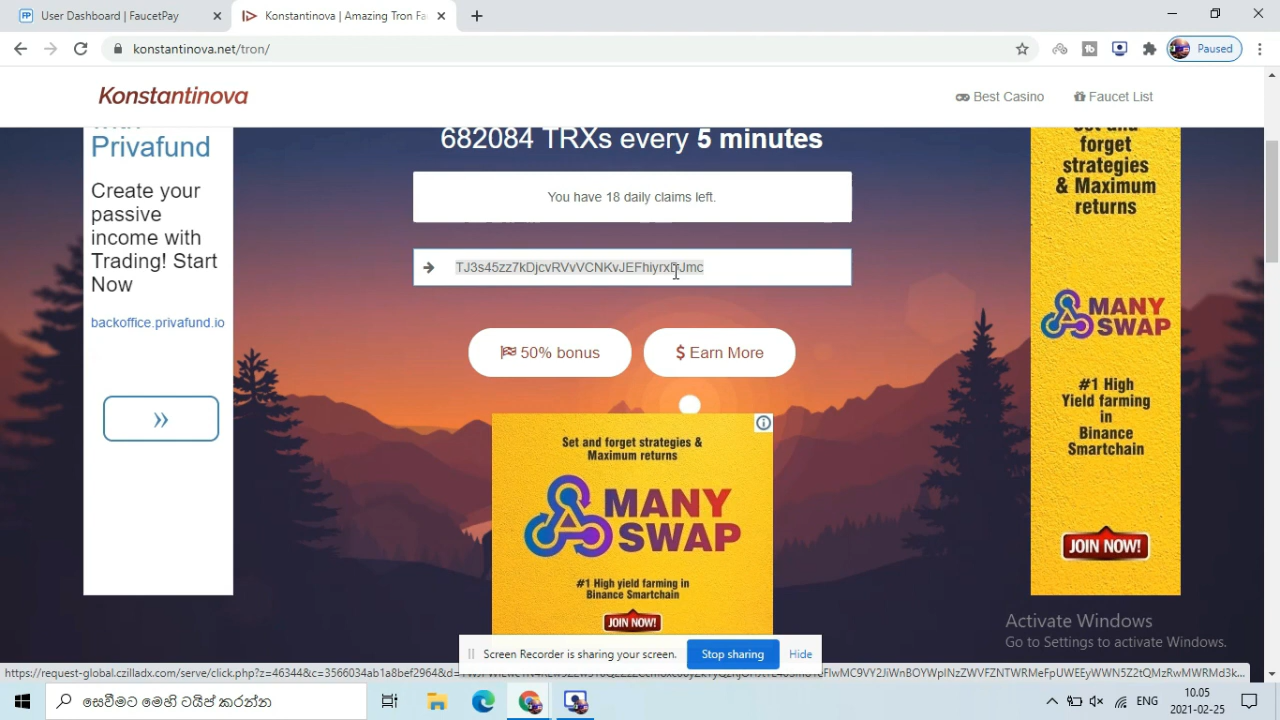 User Dashboard | FaucetPay
Konstantinova | Amazing Tron Fa
konstantinova.net/tron/
Paused
Konstantinova
Best Casino
Faucet List
682084 TRXs every 5 minutes
You have 18 daily claims left.
50% bonus
$ Earn More
Privafund
Create your
passive
income with
Trading! Start
Now
backoffice.privafund.io
»
Set and forget strategies &
Maximum returns
MANY
SWAP
#1 High yield farming in
Binance Smartchain
JOIN NOW!
Set and
forget
strategies
& Maximum
returns
MANY
SWAP
#1 High
Yield farming
in
Binance
Smartchain
JOIN NOW!
Activate Windows
Go to Settings to activate Windows.
Screen Recorder is sharing your screen.
Stop sharing
Hide
සෙවීමට මෙහි ටයිප් කරන්න
ENG
10.05
2021-02-25